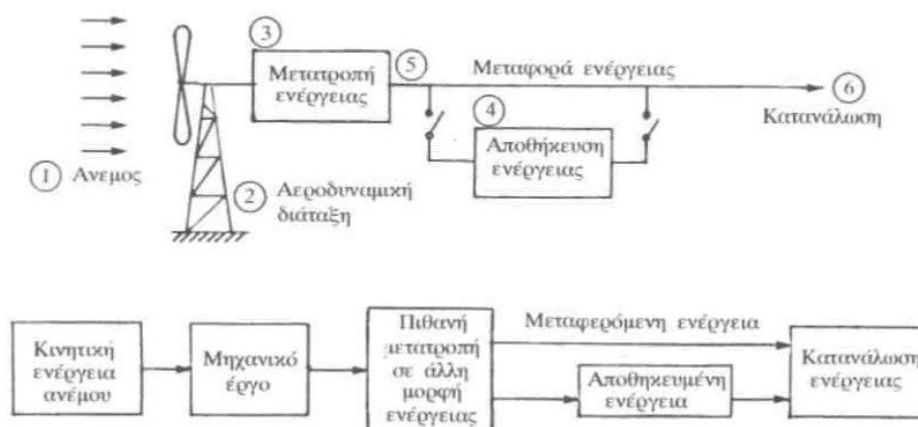 ③
Μετατροπή
ενέργειας
⑤
Μεταφορά ενέργειας
⑥
Κατανάλωση
④
Αποθήκευση
ενέργειας
① Ανεμος
② Αεροδυναμική
διάταξη
Κινητική
ενέργεια
ανέμου
Μηχανικό
έργο
Πιθανή
μετατροπή
σε άλλη
μορφή
ενέργειας
Μεταφερόμενη ενέργεια
Αποθηκευμένη
ενέργεια
Κατανάλωση
ενέργειας